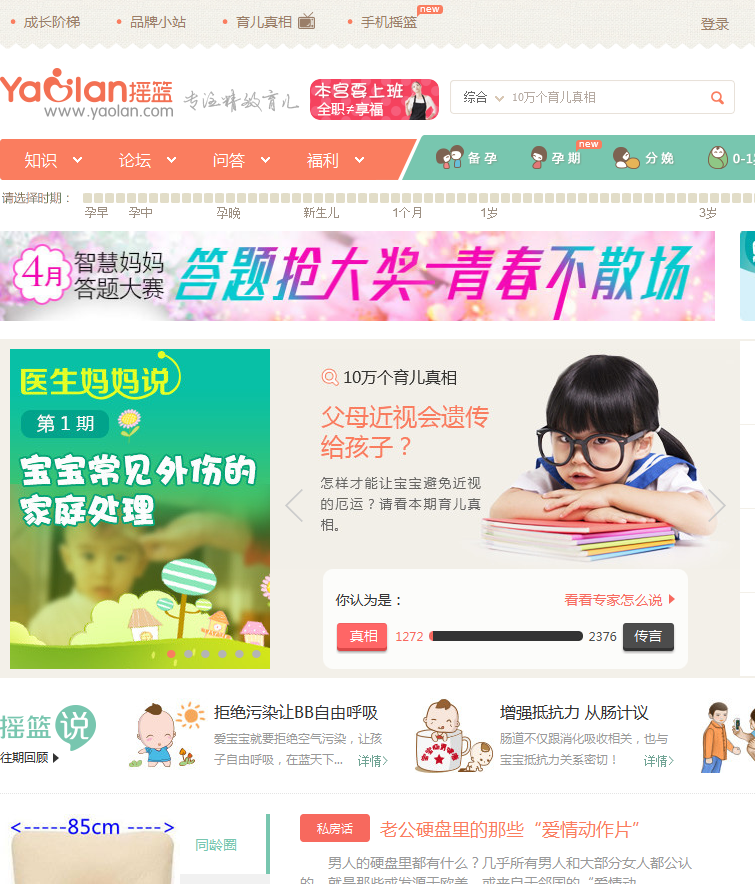 • 成长阶梯 • 品牌小站 • 育儿真相 • 手机摇篮 new 登录
Yaolan摇篮
www.yaolan.com
专注精致育儿
本宫要上班
全职≠享福
综合 10万个育儿真相
知识 论坛 问答 福利 备孕 孕期 new 分娩
请选择时期：
孕早 孕中 孕晚 新生儿 1个月 1岁 3岁
4月 智慧妈妈
答题大赛
答题抢大奖 青春不散场
医生妈妈说
第1期
宝宝常见外伤的
家庭处理
10万个育儿真相
父母近视会遗传
给孩子？
怎样才能让宝宝避免近视
的厄运？请看本期育儿真
相。
你认为是： 看看专家怎么说
真相 1272 2376 传言
摇篮说
往期回顾
拒绝污染让BB自由呼吸
爱宝宝就要拒绝空气污染，让孩
子自由呼吸，在蓝天下... 详情>
增强抵抗力 从肠计议
肠道不仅跟消化吸收相关，也与
宝宝抵抗力关系密切！ 详情>
<-----85cm ---->
同龄圈
私房话 老公硬盘里的那些“爱情动作片”
男人的硬盘里都有什么？几乎所有男人和大部分女人都公认